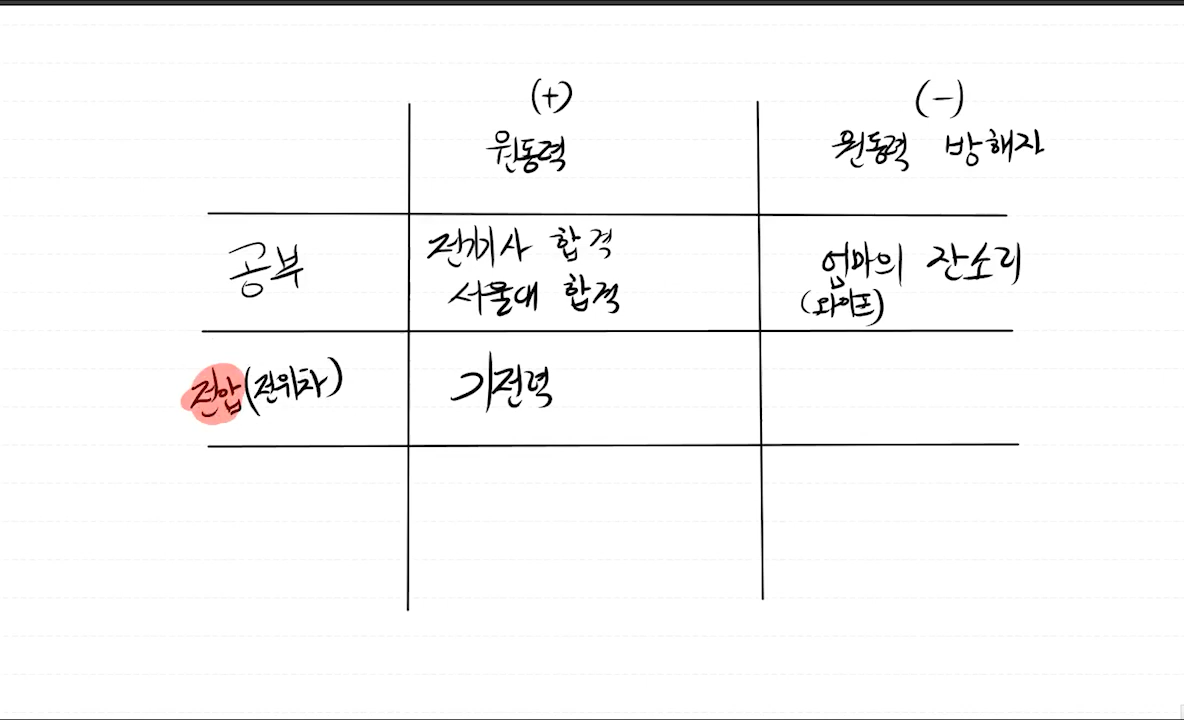 (+)
(-)
원동력
원동력 방해자
공부
전기사 합격
서울대 합격
엄마의 잔소리
(와이프)
전압(전위차)
기전력